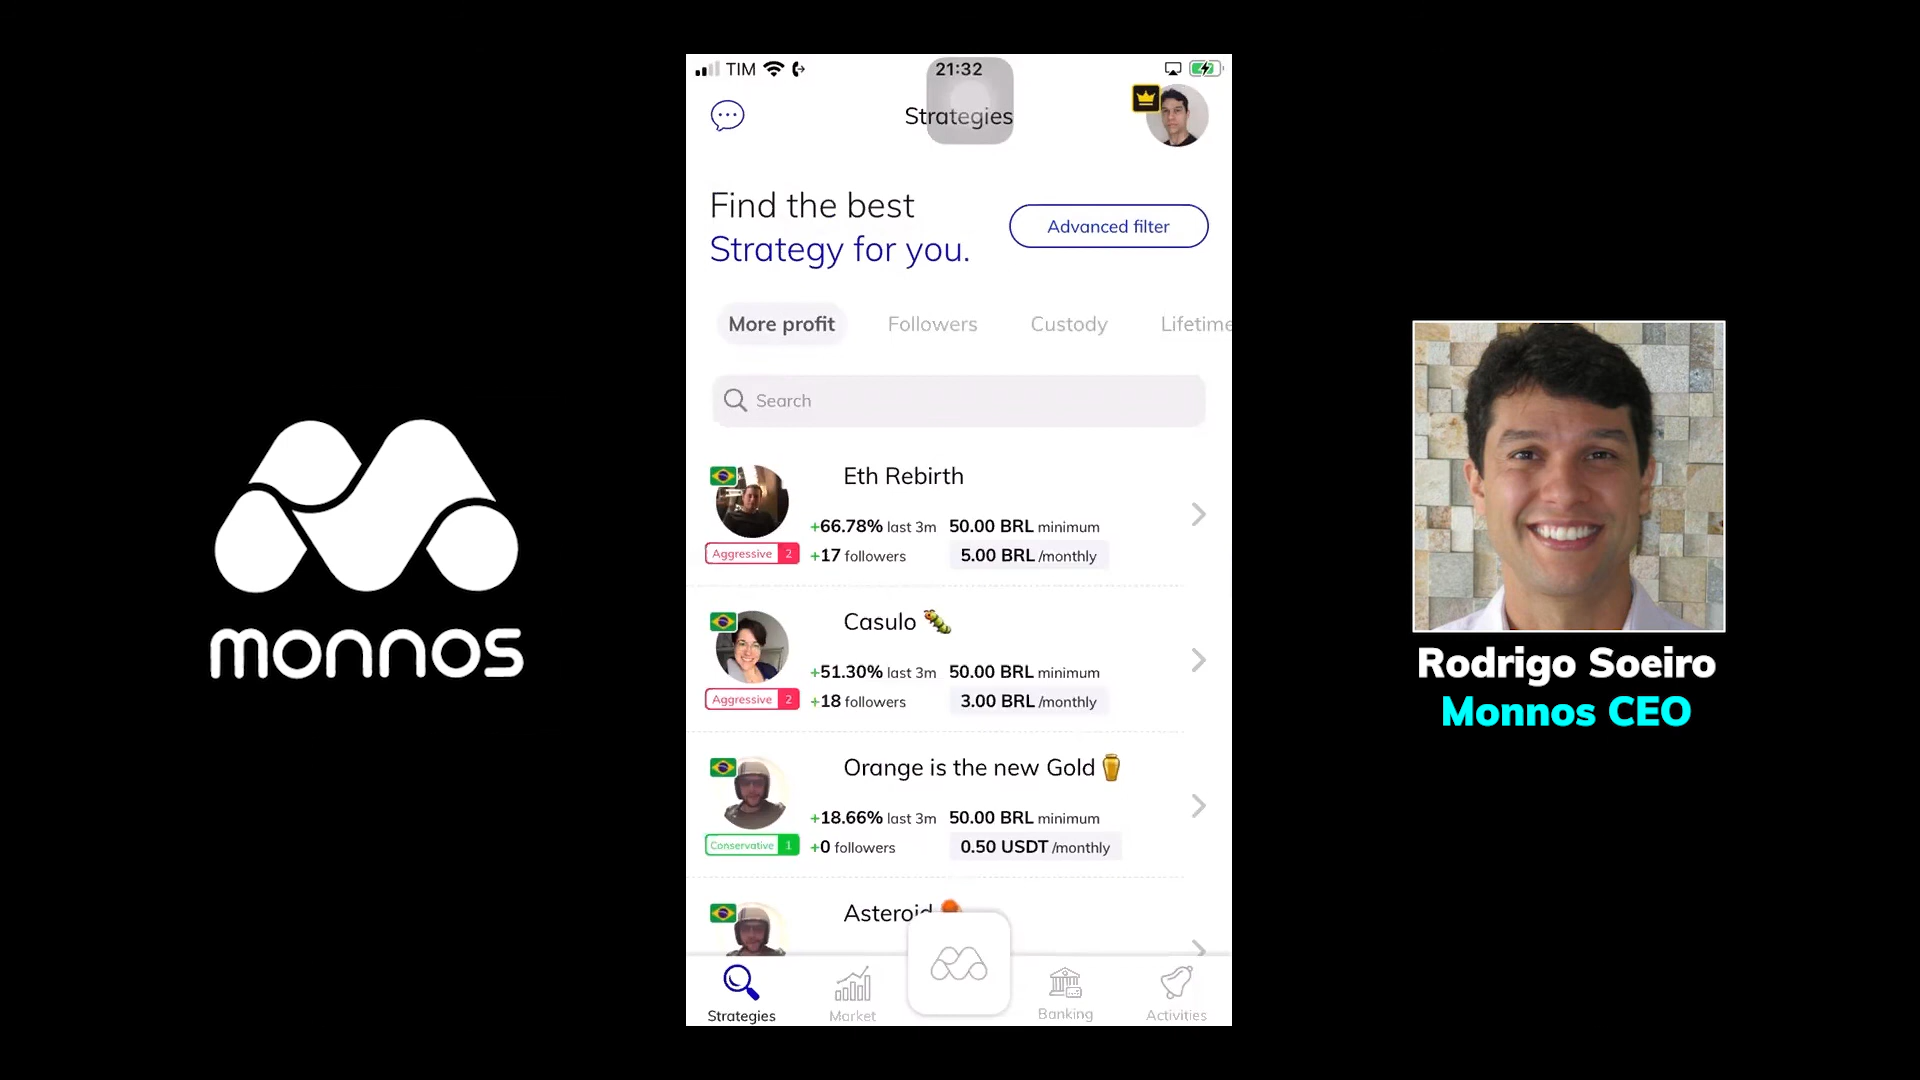 monnos
TIM
21:32
Strategies
Find the best
Strategy for you.
Advanced filter
More profit
Followers
Custody
Lifetime
Search
Eth Rebirth
+66.78% last 3m 50.00 BRL minimum
Aggressive 2 +17 followers 5.00 BRL /monthly
Casulo
+51.30% last 3m 50.00 BRL minimum
Aggressive 2 +18 followers 3.00 BRL /monthly
Orange is the new Gold
+18.66% last 3m 50.00 BRL minimum
Conservative 1 +0 followers 0.50 USDT /monthly
Asteroid
Strategies
Market
Banking
Activities
Rodrigo Soeiro
Monnos CEO